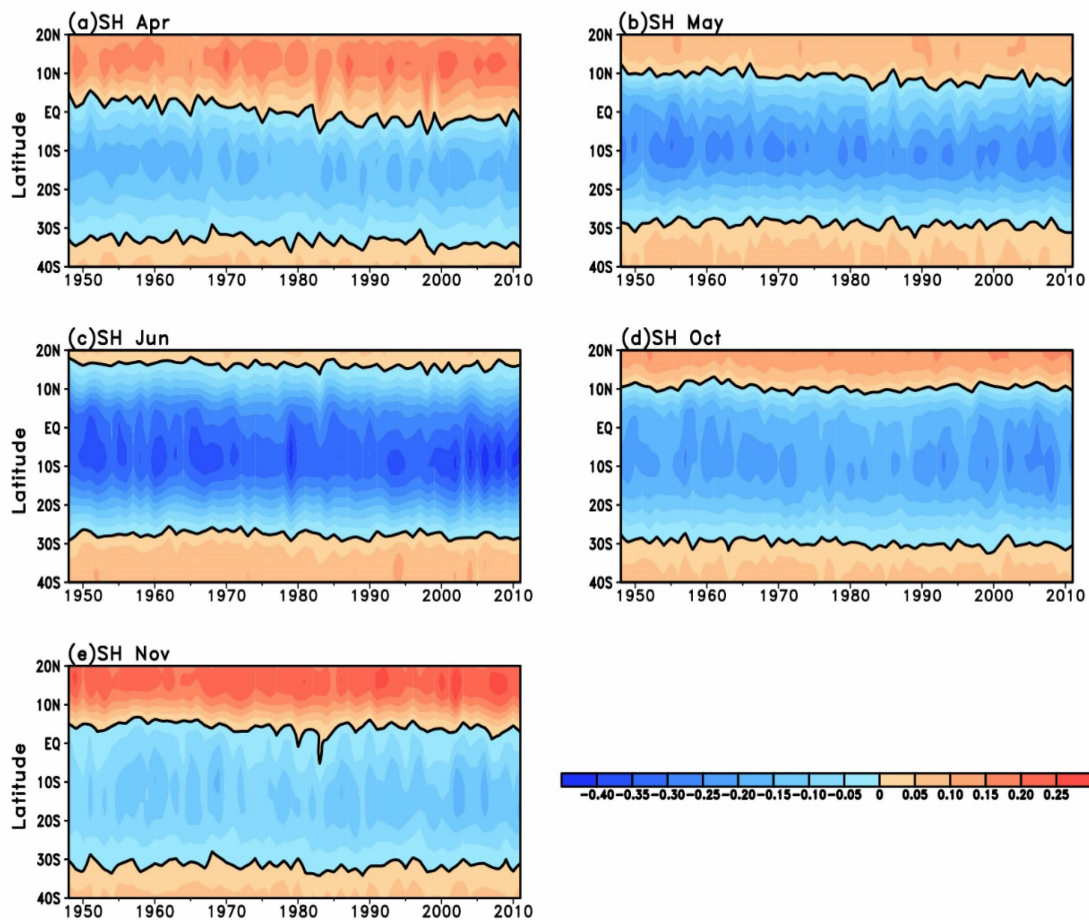 (a)SH Apr
20N
10N
EQ
10S
20S
30S
40S
Latitude
1950 1960 1970 1980 1990 2000 2010
(b)SH May
20N
10N
EQ
10S
20S
30S
40S
1950 1960 1970 1980 1990 2000 2010
(c)SH Jun
20N
10N
EQ
10S
20S
30S
40S
Latitude
1950 1960 1970 1980 1990 2000 2010
(d)SH Oct
20N
10N
EQ
10S
20S
30S
40S
1950 1960 1970 1980 1990 2000 2010
(e)SH Nov
20N
10N
EQ
10S
20S
30S
40S
Latitude
1950 1960 1970 1980 1990 2000 2010
-0.40 -0.35 -0.30 -0.25 -0.20 -0.15 -0.10 -0.05 0 0.05 0.10 0.15 0.20 0.25